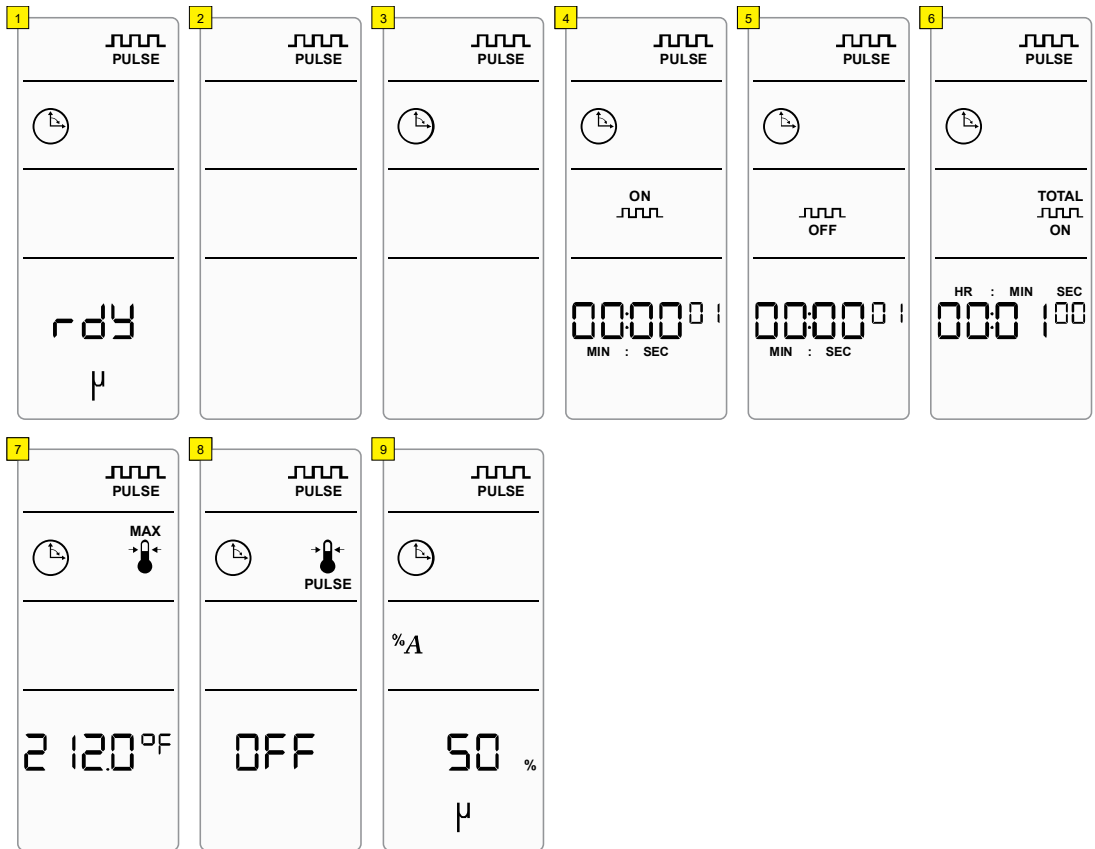 1
PULSE
rdY
μ
2
PULSE
3
PULSE
4
PULSE
ON
00:00 01
MIN : SEC
5
PULSE
OFF
00:00 01
MIN : SEC
6
PULSE
TOTAL
ON
HR : MIN SEC
00:01 00
7
PULSE
MAX
212.0°F
8
PULSE
PULSE
OFF
9
PULSE
%A
50 %
μ